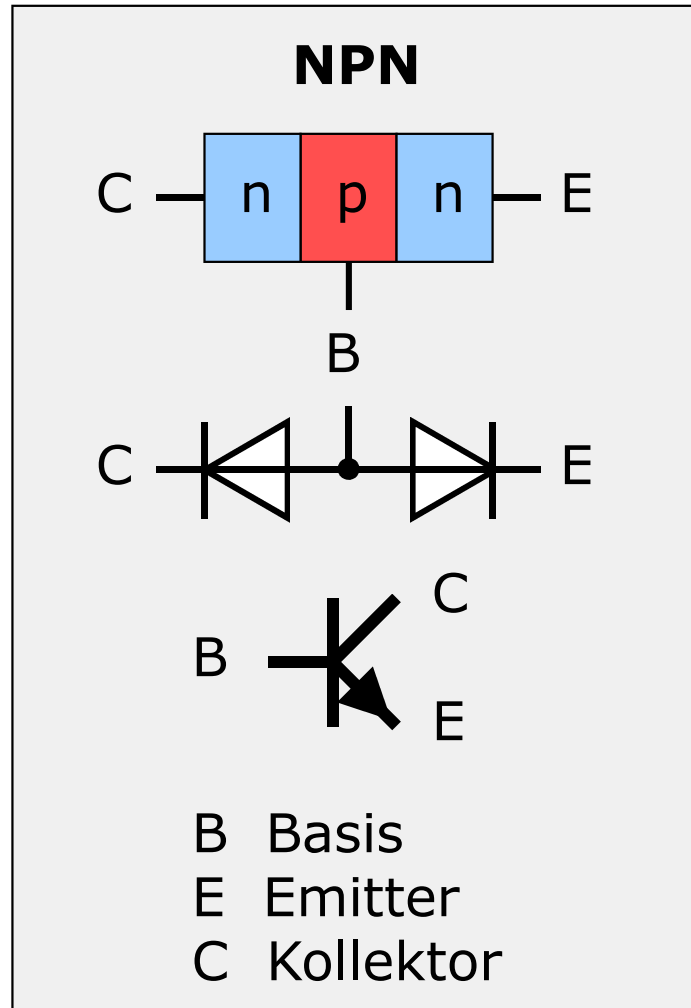 NPN
C n p n E
B
C E
C
B
E
B Basis
E Emitter
C Kollektor